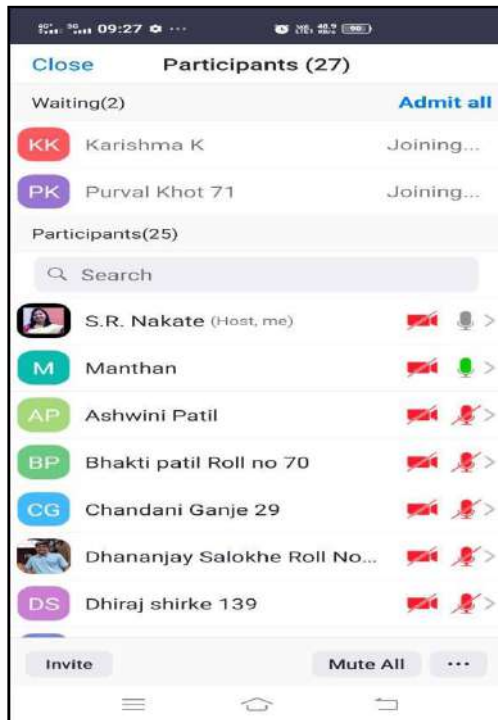 09:27
Close Participants (27)
Waiting(2) Admit all
KK Karishma K Joining...
PK Purval Khot 71 Joining...
Participants(25)
Search
S.R. Nakate (Host, me)
M Manthan
AP Ashwini Patil
BP Bhakti patil Roll no 70
CG Chandani Ganje 29
Dhananjay Salokhe Roll No...
DS Dhiraj shirke 139
Invite Mute All ...